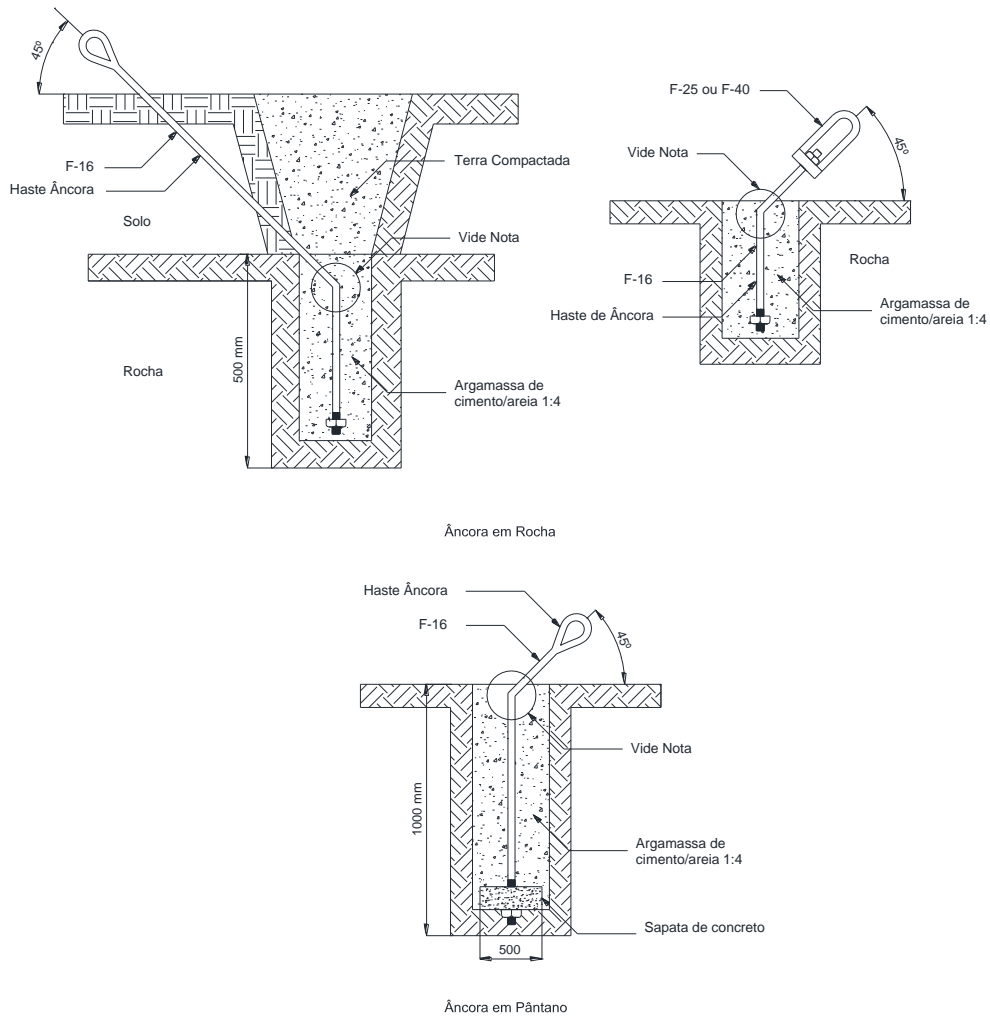 45º
F-16
Haste Âncora
Solo
Terra Compactada
Vide Nota
Rocha
500 mm
Argamassa de
cimento/areia 1:4
F-25 ou F-40
Vide Nota
45º
Rocha
F-16
Haste de Âncora
Argamassa de
cimento/areia 1:4
Âncora em Rocha
Haste Âncora
F-16
45º
Vide Nota
1000 mm
Argamassa de
cimento/areia 1:4
Sapata de concreto
500
Âncora em Pântano